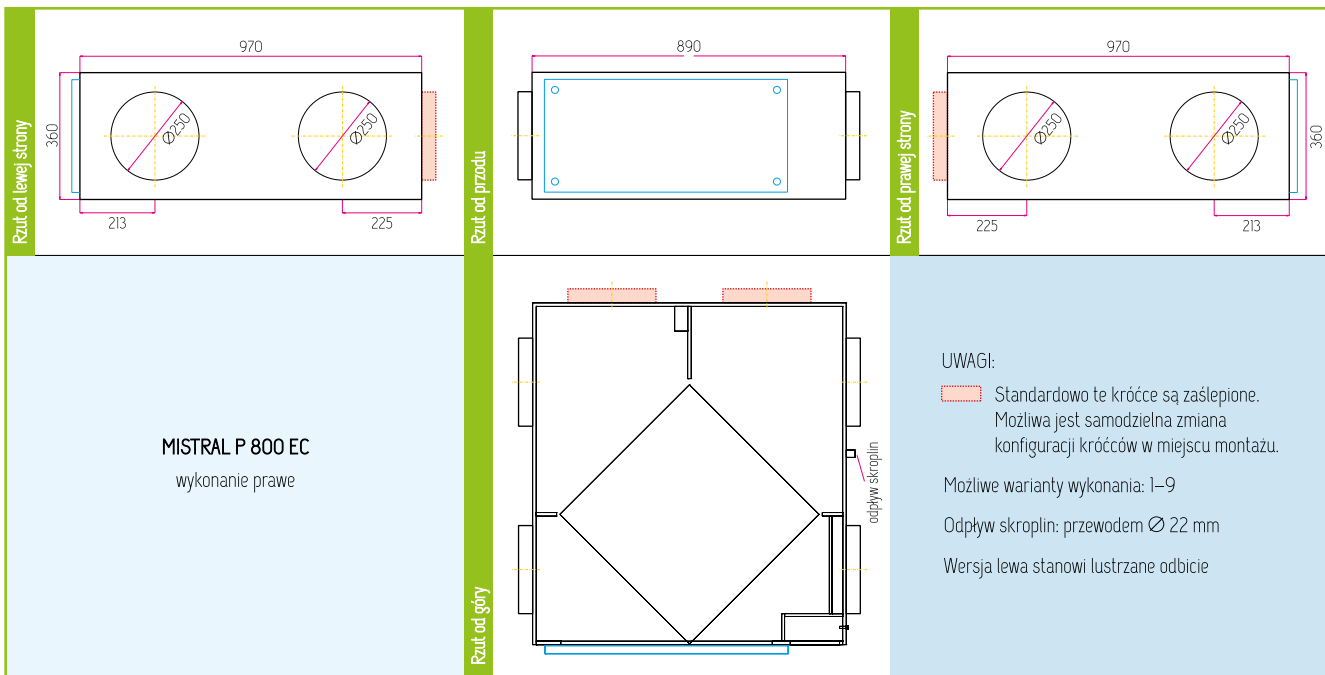 Rzut od lewej strony
970
360
Ø250
Ø250
213
225
Rzut od przodu
890
Rzut od prawej strony
970
360
Ø250
Ø250
225
213
MISTRAL P 800 EC
wykonanie prawe
Rzut od góry
odpływ skroplin
UWAGI:
Standardowo te króćce są zaślepione.
Możliwa jest samodzielna zmiana
konfiguracji króćców w miejscu montażu.
Możliwe warianty wykonania: 1–9
Odpływ skroplin: przewodem Ø 22 mm
Wersja lewa stanowi lustrzane odbicie